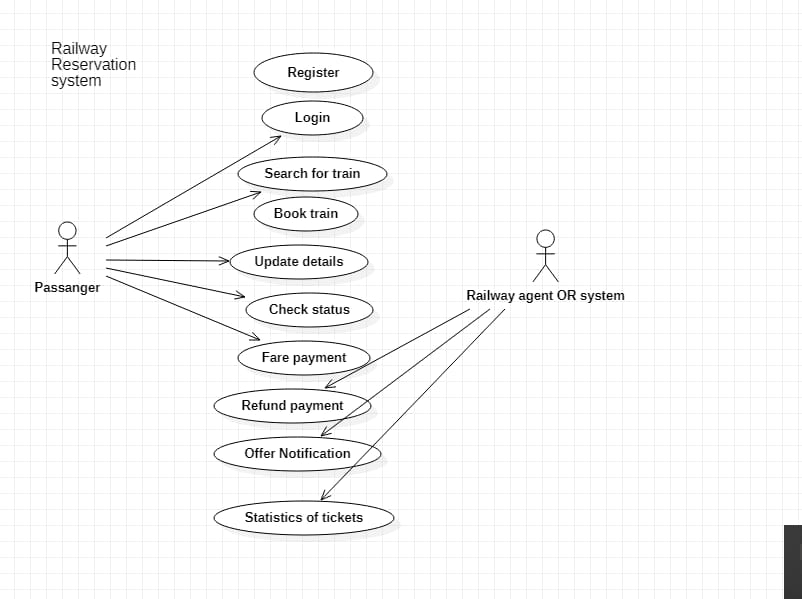 Railway
Reservation
system
Register
Login
Search for train
Book train
Update details
Check status
Fare payment
Refund payment
Offer Notification
Statistics of tickets
Passanger
Railway agent OR system